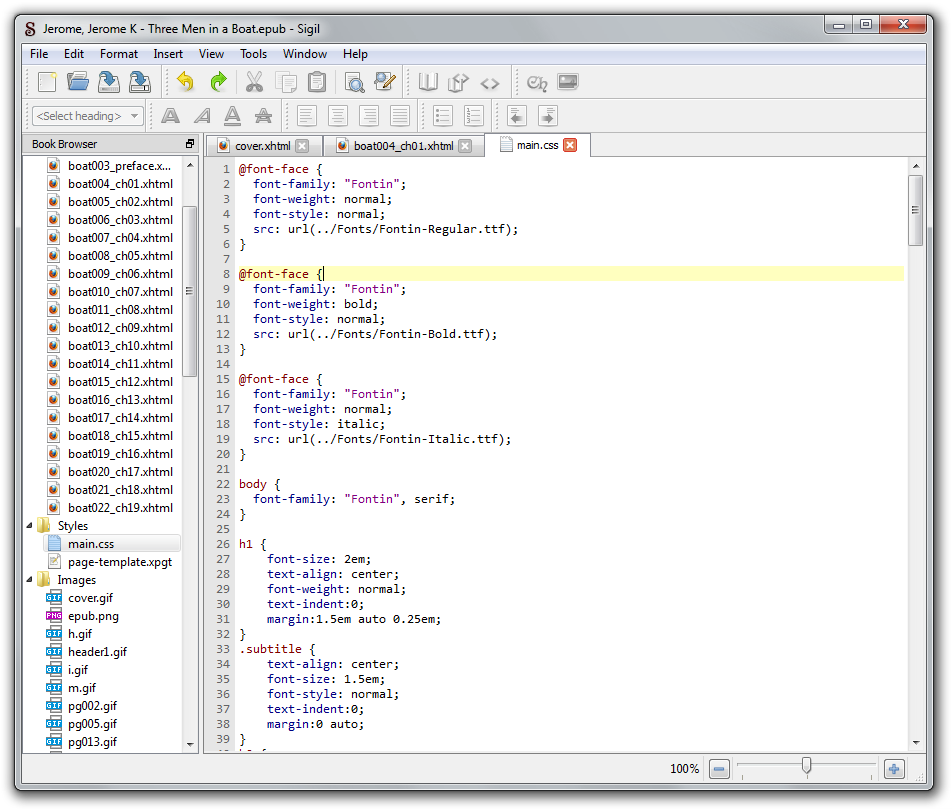 Jerome, Jerome K - Three Men in a Boat.epub - Sigil
File Edit Format Insert View Tools Window Help
<Select heading>
A A A A
Book Browser
boat003_preface.x...
boat004_ch01.xhtml
boat005_ch02.xhtml
boat006_ch03.xhtml
boat007_ch04.xhtml
boat008_ch05.xhtml
boat009_ch06.xhtml
boat010_ch07.xhtml
boat011_ch08.xhtml
boat012_ch09.xhtml
boat013_ch10.xhtml
boat014_ch11.xhtml
boat015_ch12.xhtml
boat016_ch13.xhtml
boat017_ch14.xhtml
boat018_ch15.xhtml
boat019_ch16.xhtml
boat020_ch17.xhtml
boat021_ch18.xhtml
boat022_ch19.xhtml
Styles
main.css
page-template.xpgt
Images
GIF cover.gif
PNG epub.png
GIF h.gif
GIF header1.gif
GIF i.gif
GIF m.gif
GIF pg002.gif
GIF pg005.gif
GIF pg013.gif
cover.xhtml boat004_ch01.xhtml main.css
1 @font-face {
2 font-family: "Fontin";
3 font-weight: normal;
4 font-style: normal;
5 src: url(../Fonts/Fontin-Regular.ttf);
6 }
7
8 @font-face {
9 font-family: "Fontin";
10 font-weight: bold;
11 font-style: normal;
12 src: url(../Fonts/Fontin-Bold.ttf);
13 }
14
15 @font-face {
16 font-family: "Fontin";
17 font-weight: normal;
18 font-style: italic;
19 src: url(../Fonts/Fontin-Italic.ttf);
20 }
21
22 body {
23 font-family: "Fontin", serif;
24 }
25
26 h1 {
27 font-size: 2em;
28 text-align: center;
29 font-weight: normal;
30 text-indent:0;
31 margin:1.5em auto 0.25em;
32 }
33 .subtitle {
34 text-align: center;
35 font-size: 1.5em;
36 font-style: normal;
37 text-indent:0;
38 margin:0 auto;
39 }
100%